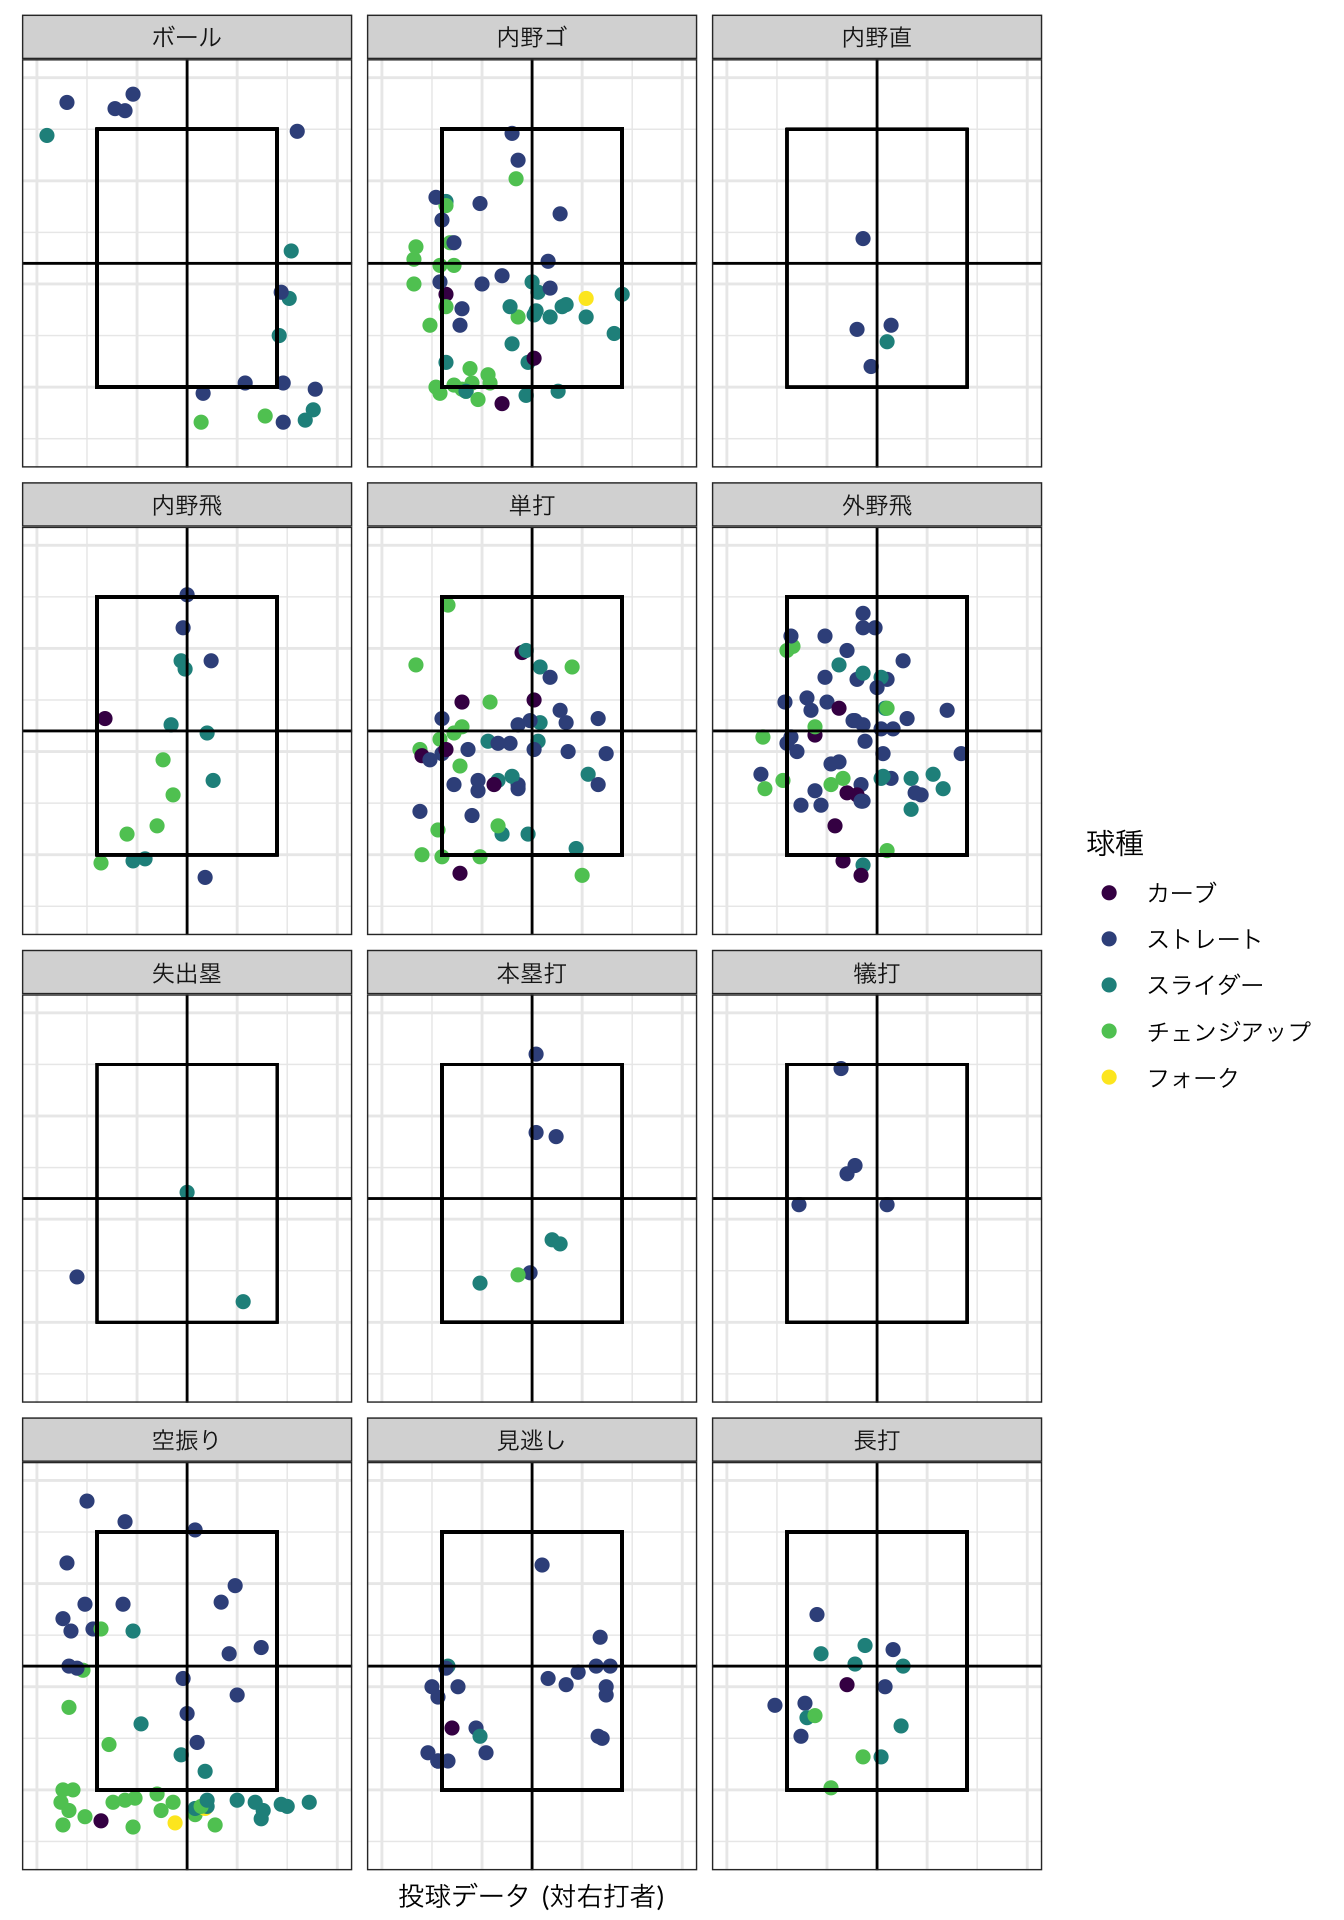 ボール
内野ゴ
内野直
内野飛
単打
外野飛
失出塁
本塁打
犠打
空振り
見逃し
長打
球種
カーブ
ストレート
スライダー
チェンジアップ
フォーク
投球データ (対右打者)